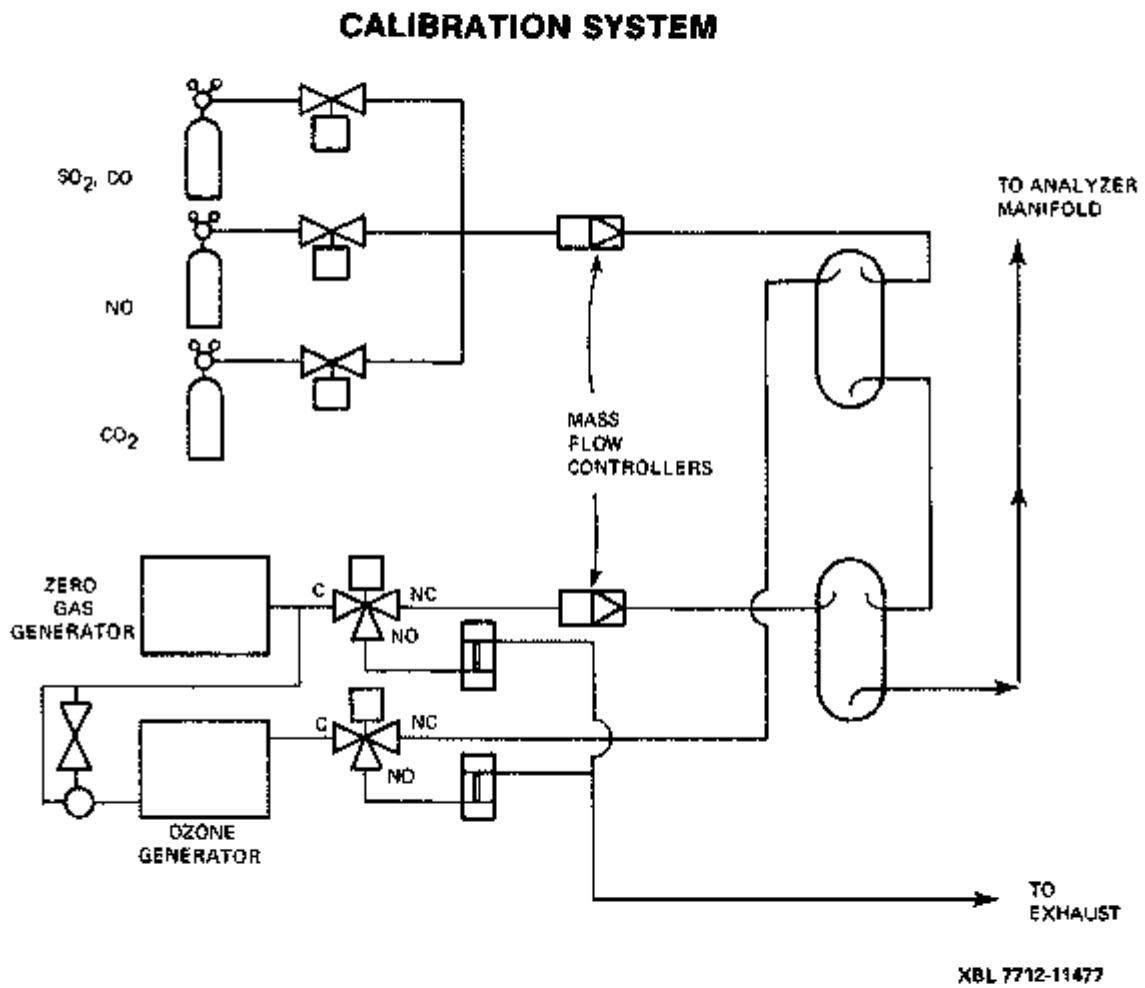 CALIBRATION SYSTEM
SO2, CO
NO
CO2
TO ANALYZER
MANIFOLD
MASS
FLOW
CONTROLLERS
ZERO
GAS
GENERATOR
C
NC
NO
C
NC
NO
OZONE
GENERATOR
TO
EXHAUST
XBL 7712-11477